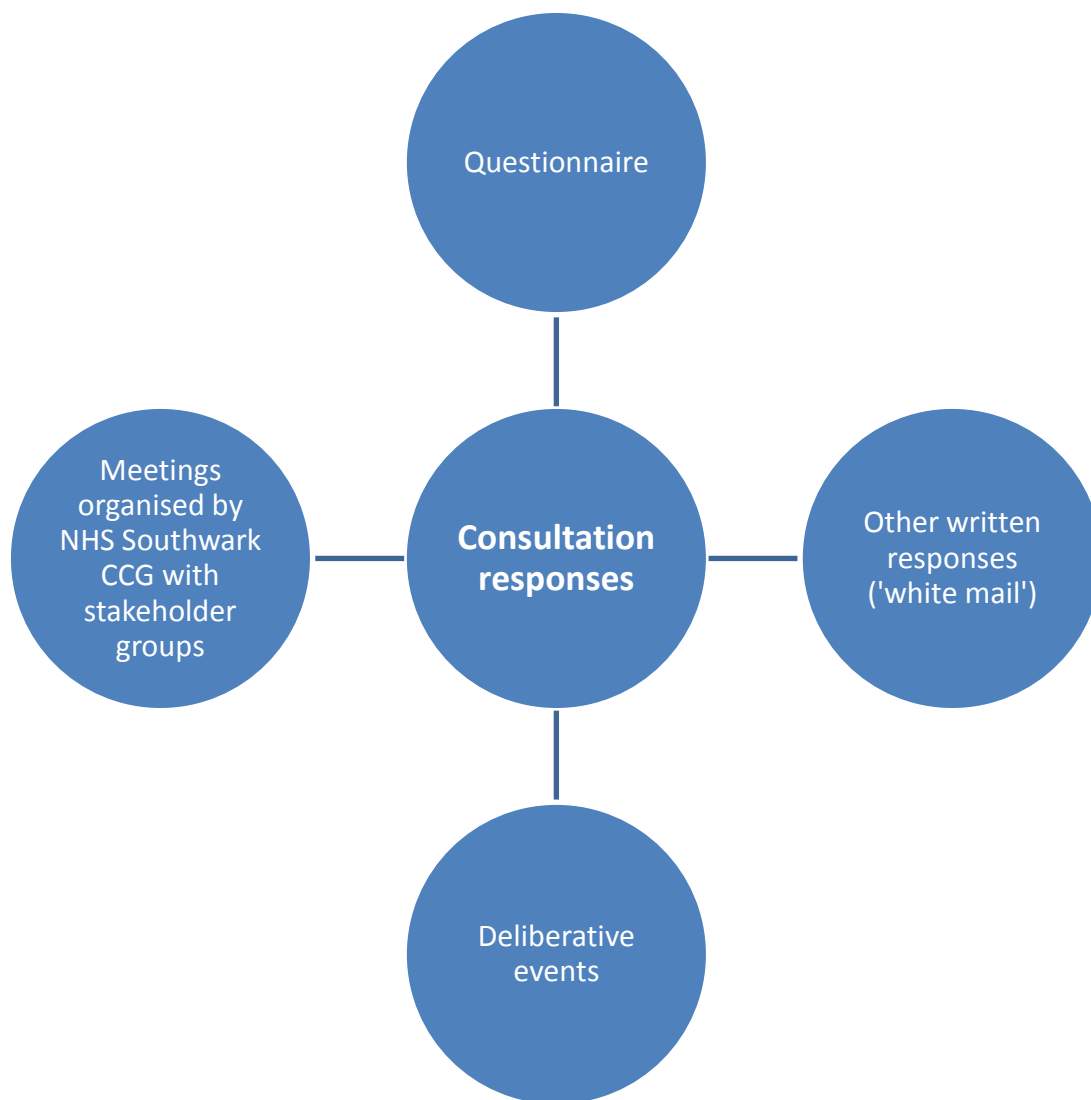 Questionnaire
Meetings
organised by
NHS Southwark
CCG with
stakeholder
groups
Consultation
responses
Other written
responses
('white mail')
Deliberative
events